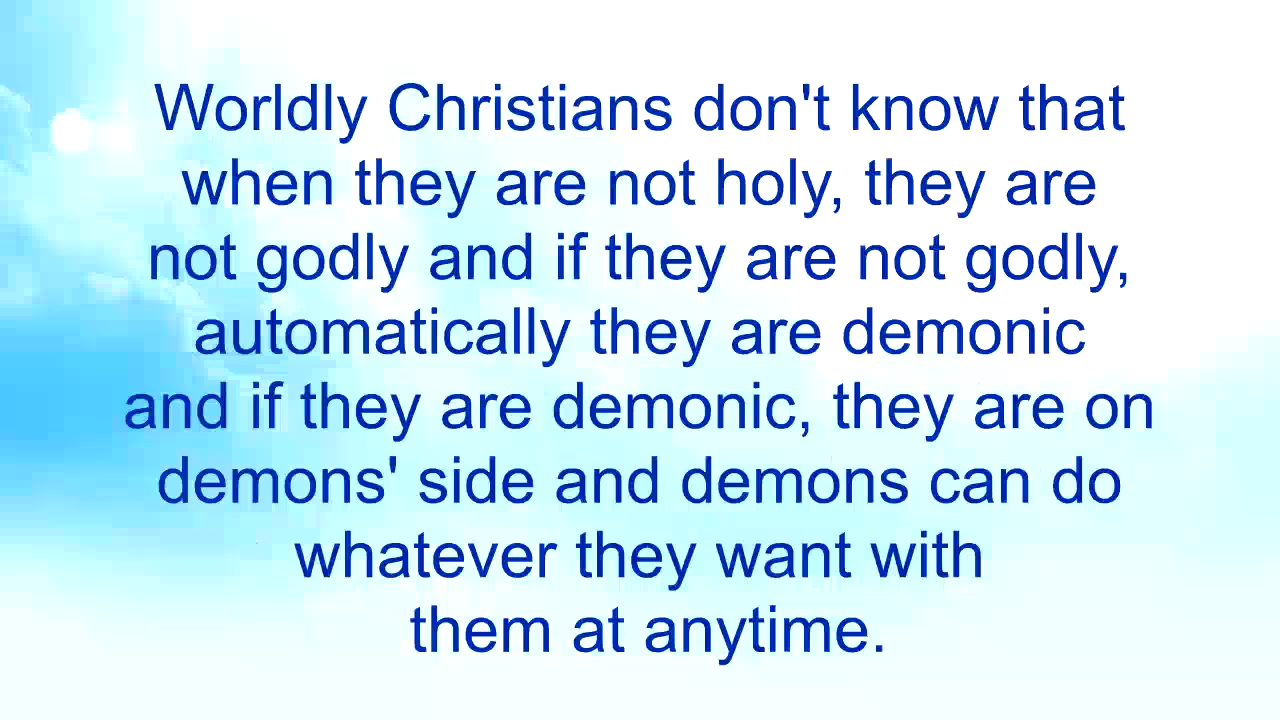 Worldly Christians don't know that
when they are not holy, they are
not godly and if they are not godly,
automatically they are demonic
and if they are demonic, they are on
demons' side and demons can do
whatever they want with
them at anytime.